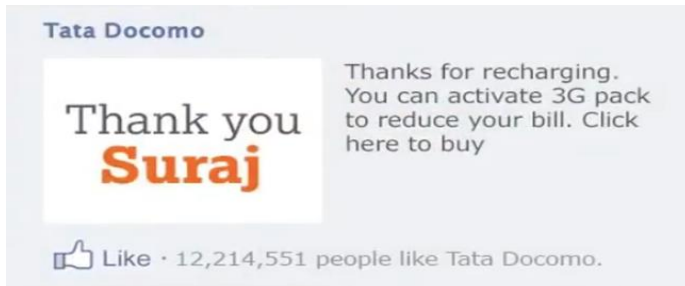 Tata Docomo
Thank you
Suraj
Thanks for recharging.
You can activate 3G pack
to reduce your bill. Click
here to buy
Like · 12,214,551 people like Tata Docomo.